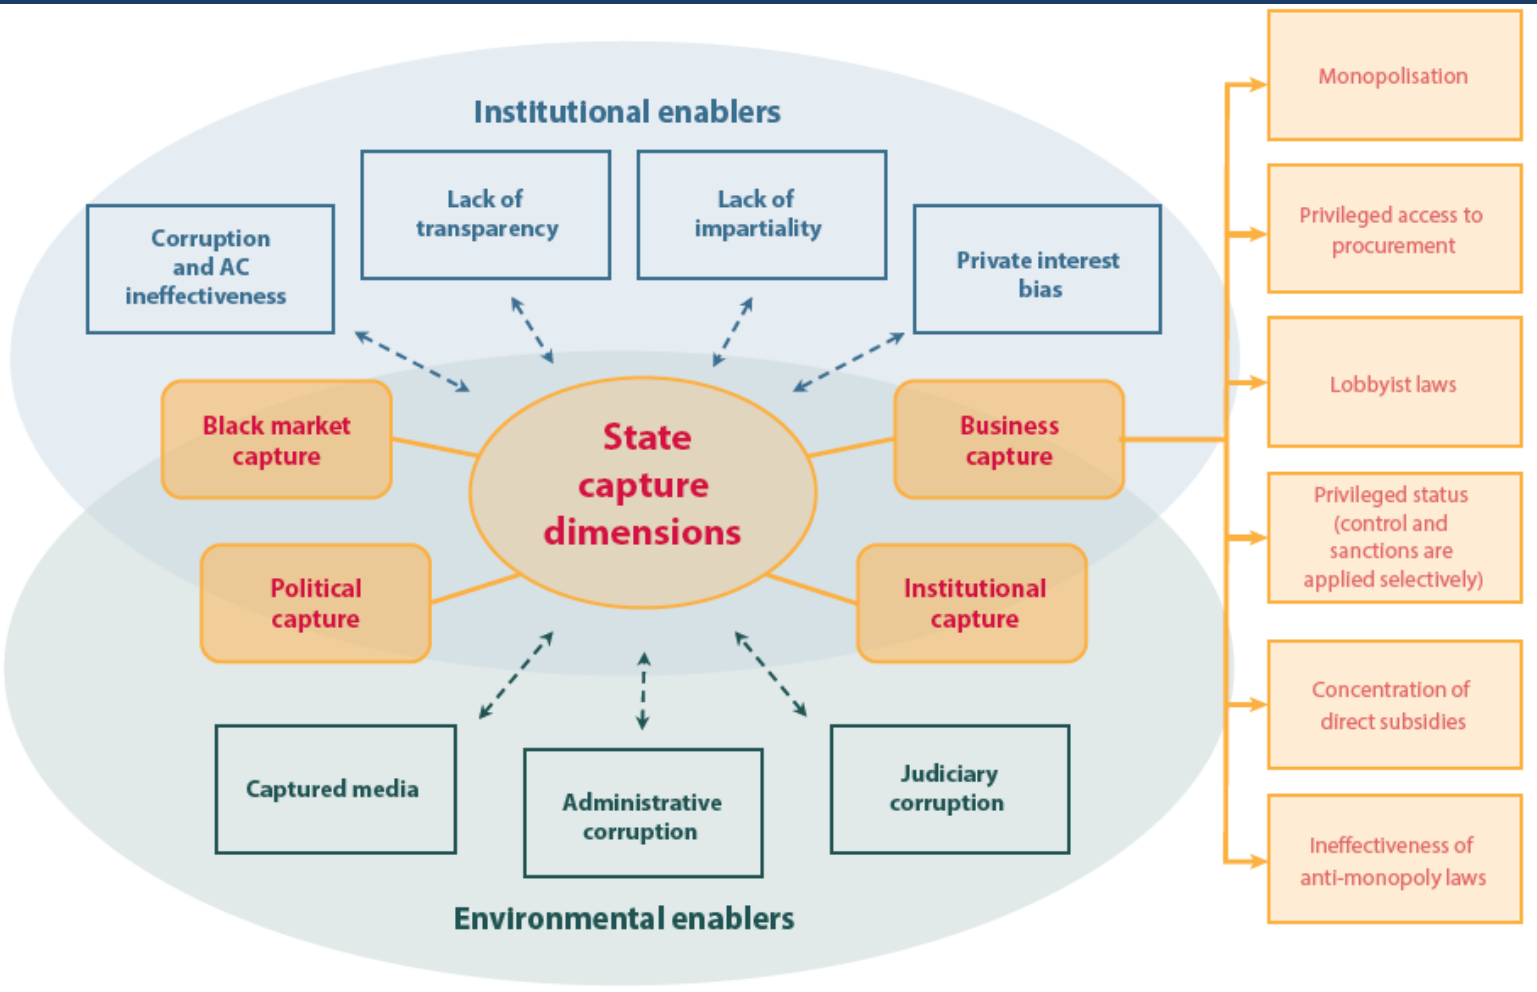 Institutional enablers
Corruption
and AC
ineffectiveness
Lack of
transparency
Lack of
impartiality
Private interest
bias
Black market
capture
State
capture
dimensions
Business
capture
Political
capture
Institutional
capture
Captured media
Administrative
corruption
Judiciary
corruption
Environmental enablers
Monopolisation
Privileged access to
procurement
Lobbyist laws
Privileged status
(control and
sanctions are
applied selectively)
Concentration of
direct subsidies
Ineffectiveness of
anti-monopoly laws